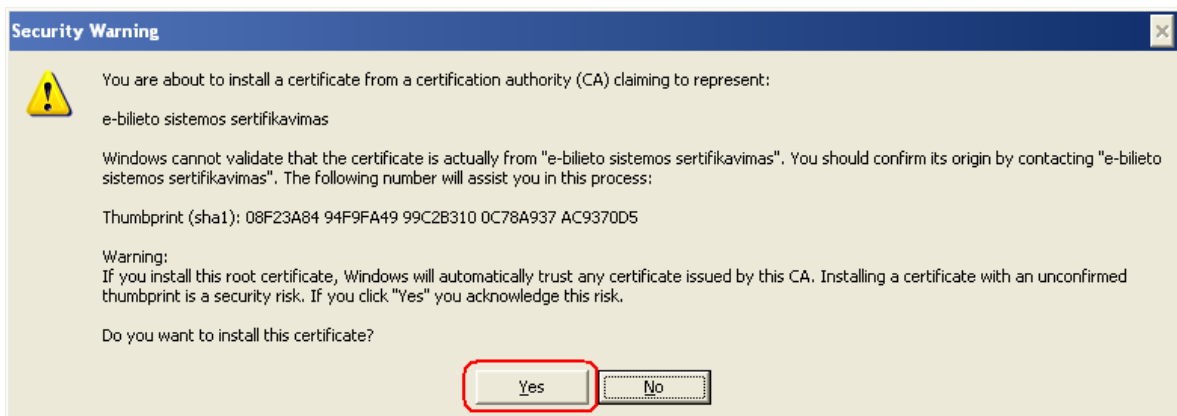 Security Warning
You are about to install a certificate from a certification authority (CA) claiming to represent:
e-bilieto sistemos sertifikavimas
Windows cannot validate that the certificate is actually from "e-bilieto sistemos sertifikavimas". You should confirm its origin by contacting "e-bilieto
sistemos sertifikavimas". The following number will assist you in this process:
Thumbprint (sha1): 08F23A84 94F9FA49 99C2B310 0C78A937 AC9370D5
Warning:
If you install this root certificate, Windows will automatically trust any certificate issued by this CA. Installing a certificate with an unconfirmed
thumbprint is a security risk. If you click "Yes" you acknowledge this risk.
Do you want to install this certificate?
Yes No